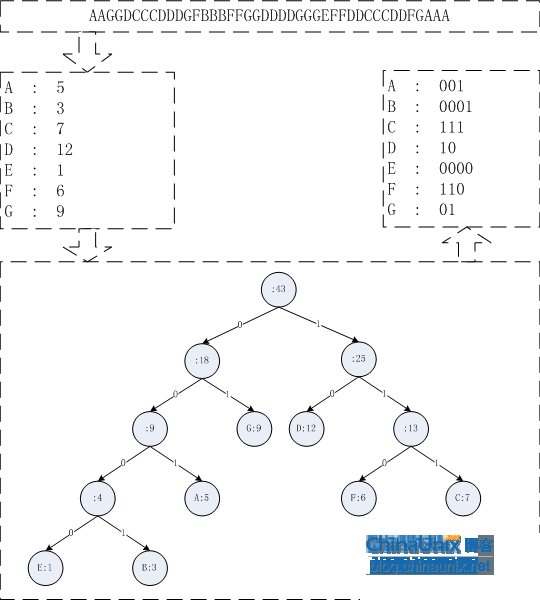 AAGGDCCCDDDGFBBBFFGGDDDDGGGEFFDDCCCDDFGAAA
A : 5
B : 3
C : 7
D : 12
E : 1
F : 6
G : 9
A : 001
B : 0001
C : 111
D : 10
E : 0000
F : 110
G : 01
:43
0 1
:18 :25
0 1 0 1
:9 G:9 D:12 :13
0 1 0 1
:4 A:5 F:6 C:7
0 1
E:1 B:3
ChinaUnix 博客
blog.chinaunix.net